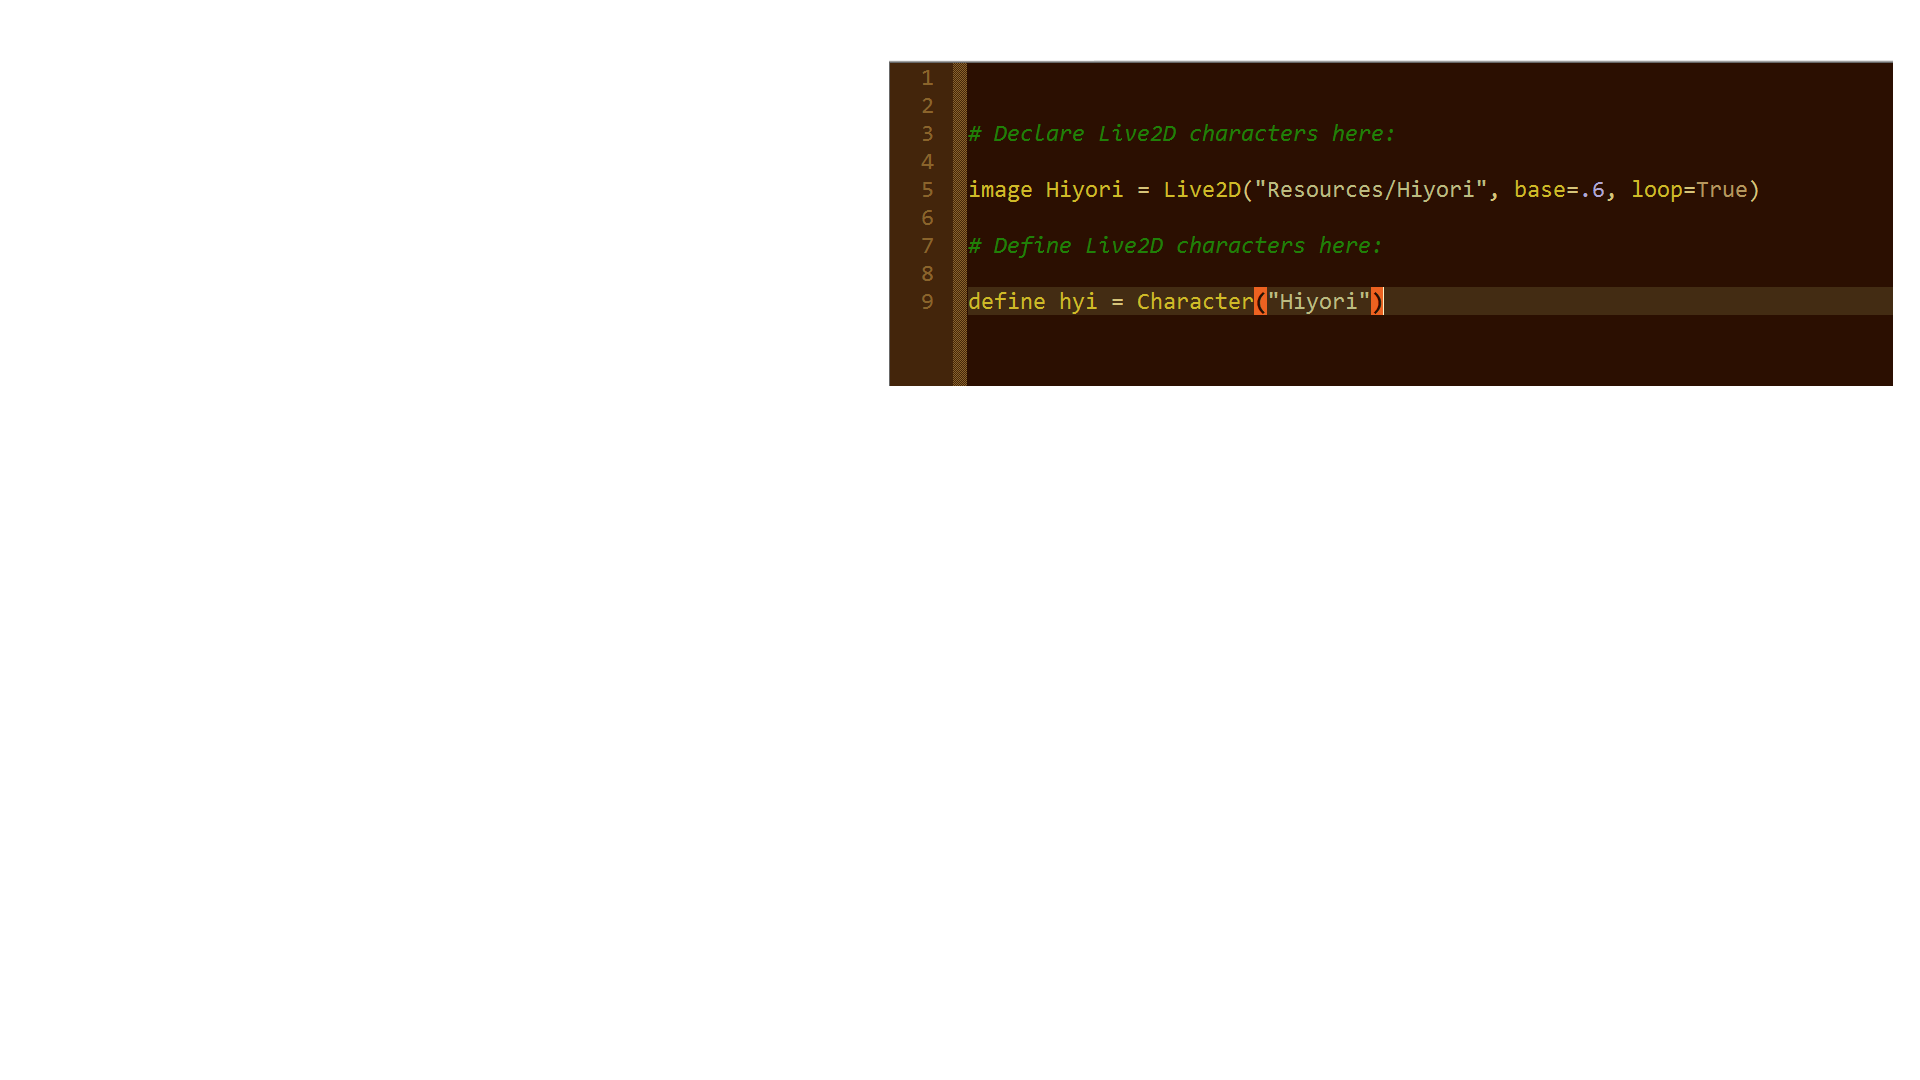 1
2
3 # Declare Live2D characters here:
4
5 image Hiyori = Live2D("Resources/Hiyori", base=.6, loop=True)
6
7 # Define Live2D characters here:
8
9 define hyi = Character("Hiyori")